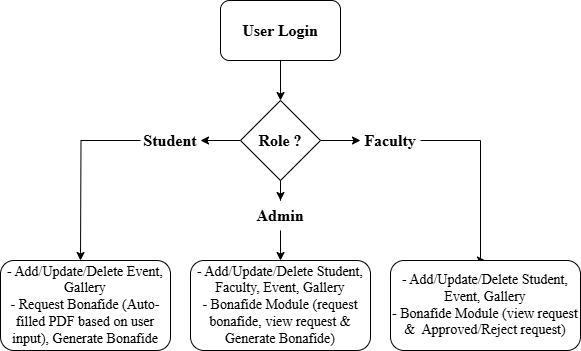 User Login
Student
Role ?
Faculty
Admin
- Add/Update/Delete Event,
Gallery
- Request Bonafide (Auto-
filled PDF based on user
input), Generate Bonafide
- Add/Update/Delete Student,
Faculty, Event, Gallery
- Bonafide Module (request
bonafide, view request &
Generate Bonafide)
- Add/Update/Delete Student,
Event, Gallery
- Bonafide Module (view request
& Approved/Reject request)